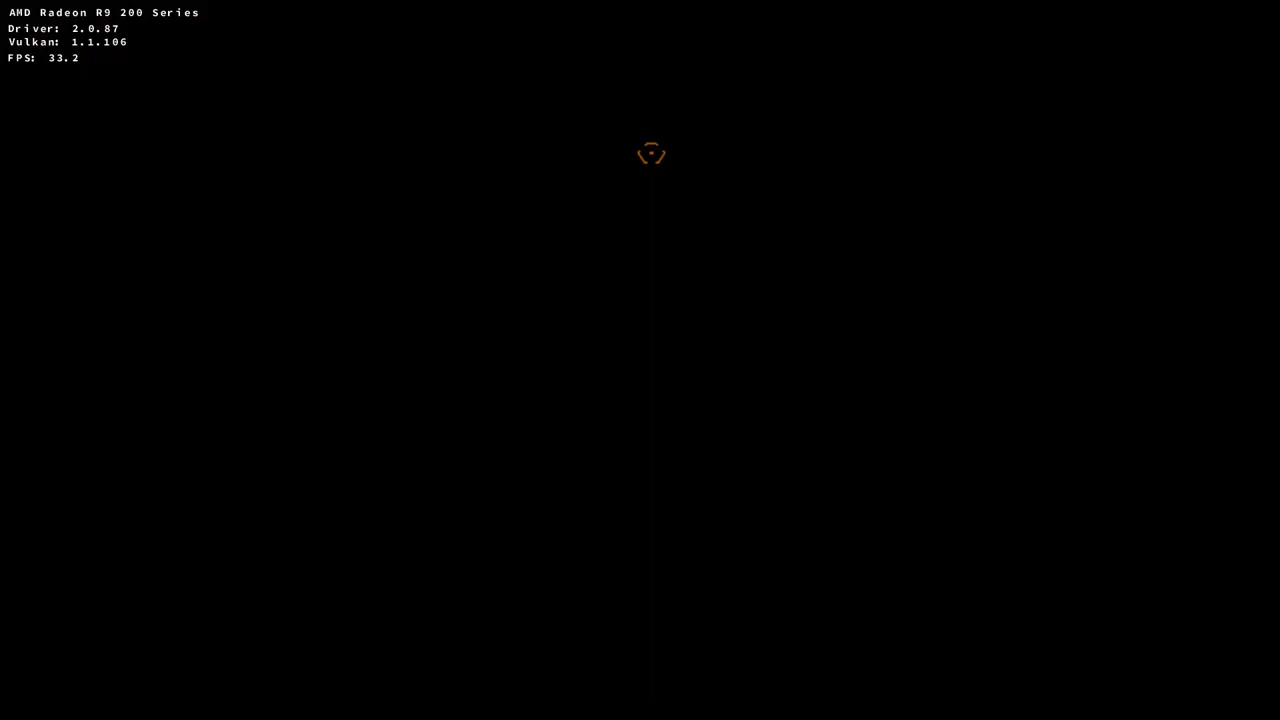 AMD Radeon R9 200 Series
Driver: 2.0.87
Vulkan: 1.1.106
FPS: 33.2